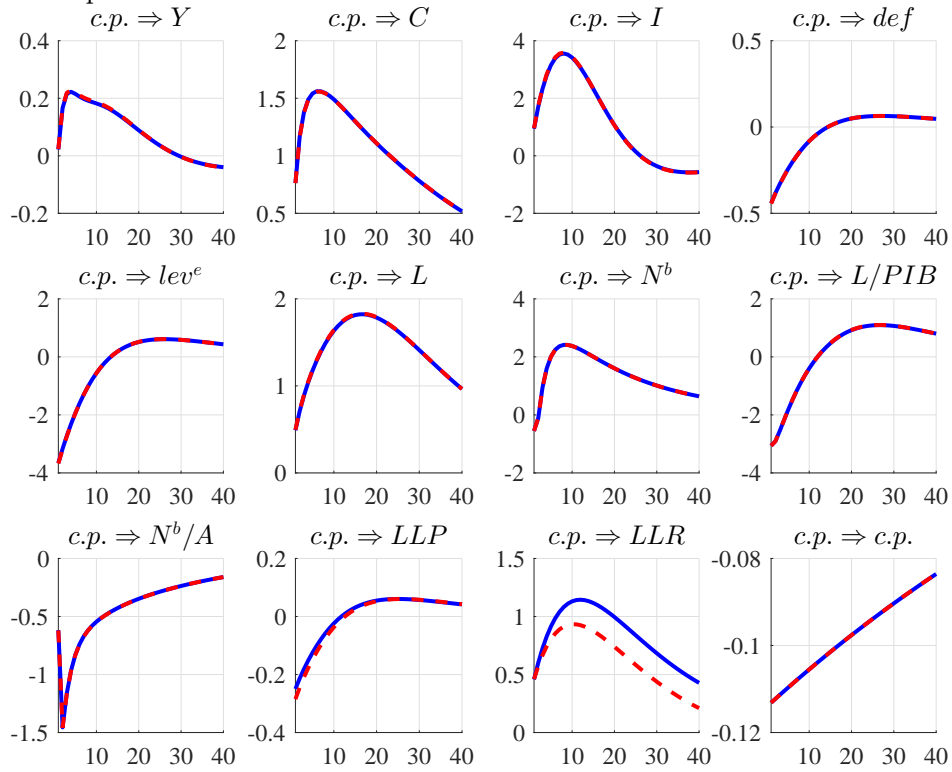 c.p. ⇒ Y c.p. ⇒ C c.p. ⇒ I c.p. ⇒ def
0.4 1.5 4 0.5
0.2 2 0
0 1 0
-0.2 0.5 -2 -0.5
2
10 20 30 40 10 20 30 40 10 20 30 40 10 20 30 40
c.p. ⇒ lev^e c.p. ⇒ L c.p. ⇒ N^b c.p. ⇒ L/PIB
2 2 4 2
0 2 0
-2 1 0 -2
-4 0 -2 -4
10 20 30 40 10 20 30 40 10 20 30 40 10 20 30 40
c.p. ⇒ N^b/A c.p. ⇒ LLP c.p. ⇒ LLR c.p. ⇒ c.p.
0 0.2 1.5 -0.08
-0.5 0 1 -0.1
-1 -0.2 0.5
-1.5 -0.4 0 -0.12
10 20 30 40 10 20 30 40 10 20 30 40 10 20 30 40